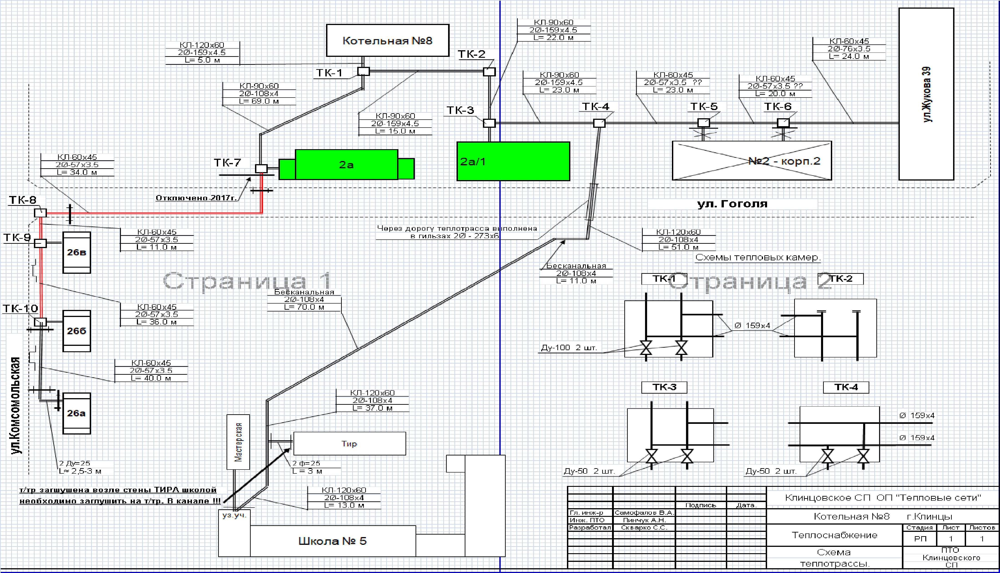 Котельная №8
КЛ-120х60
2Ø-159х4.5
L= 5.0 м
ТК-1
ТК-2
КЛ-90х60
2Ø-159х4.5
L= 22.0 м
КЛ-60х45
2Ø-76х3.5
L= 24.0 м
ул.Жукова 39
КЛ-90х60
2Ø-108х4
L= 69.0 м
КЛ-90х60
2Ø-159х4.5
L= 15.0 м
КЛ-90х60
2Ø-159х4.5
L= 23.0 м
КЛ-60х45
2Ø-57х3.5 ??
L= 23.0 м
КЛ-60х45
2Ø-57х3.5 ??
L= 20.0 м
ТК-3
ТК-4
ТК-5
ТК-6
КЛ-60х45
2Ø-57х3.5
L= 34.0 м
ТК-7
2а
2а/1
№2 - корп.2
Отключено-2017г.
ТК-8
ул. Гоголя
ТК-9
26в
КЛ-60х45
2Ø-57х3.5
L= 11.0 м
Через дорогу теплотрасса выполнена
в гильзах 2Ø - 273х6
КЛ-120х60
2Ø-108х4
L= 51.0 м
Бесканальная
2Ø-108х4
L= 11.0 м
Схемы тепловых камер.
Страница 1
Страница 2
Бесканальная
2Ø-108х4
L= 70.0 м
ТК-10
26б
КЛ-60х45
2Ø-57х3.5
L= 36.0 м
ТК-1
ТК-2
Ø 159х4
Ду-100 2 шт.
КЛ-60х45
2Ø-57х3.5
L= 40.0 м
ул.Комсомольская
26а
2 Ду=25
L≈ 2,5-3 м
КЛ-120х60
2Ø-108х4
L= 37.0 м
Мастерская
Тир
2 ф=25
L = 3 м
ТК-3
ТК-4
Ø 159х4
Ø 159х4
Ду-50 2 шт.
Ду-50 2 шт.
т/тр загшушена возле стены ТИРА школой
необходимо заглушить на т/тр. В канале !!!
КЛ-120х60
2Ø-108х4
L= 13.0 м
уз.уч.
Школа № 5
Подпись Дата.
Гл. инж-р Самофалов В.А.
Инж. ПТО Пинчук А.Н.
Разработал Скварко С.С.
Клинцовское СП ОП "Тепловые сети"
Котельная №8 г.Клинцы
Теплоснабжение
Стадия Лист Листов
РП 1 1
Схема
теплотрассы.
ПТО
Клинцовского
СП